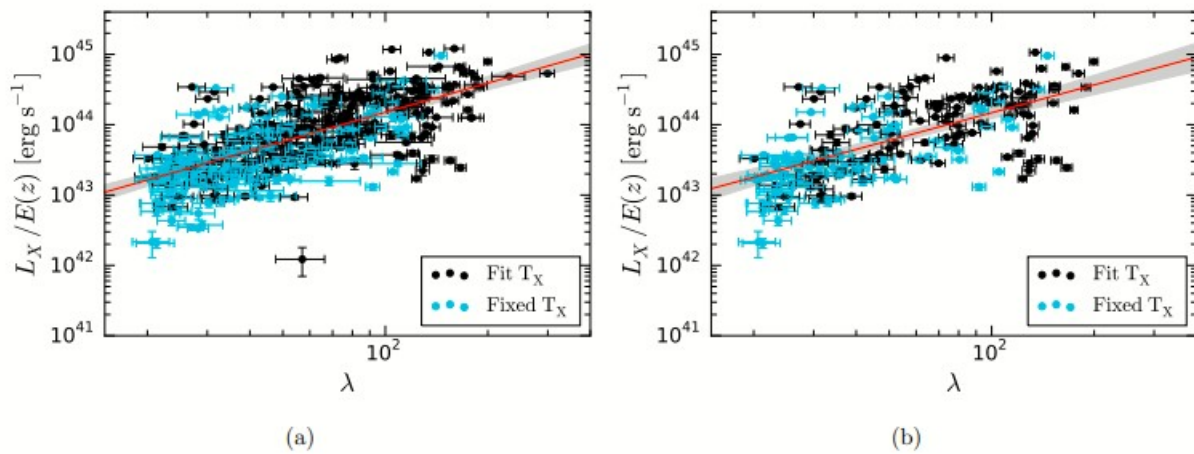 10^45
10^44
10^43
10^42
10^41
L_X /E(z) [erg s^−1]
Fit T_X
Fixed T_X
10^2
λ
(a)
10^45
10^44
10^43
10^42
10^41
L_X /E(z) [erg s^−1]
Fit T_X
Fixed T_X
10^2
λ
(b)